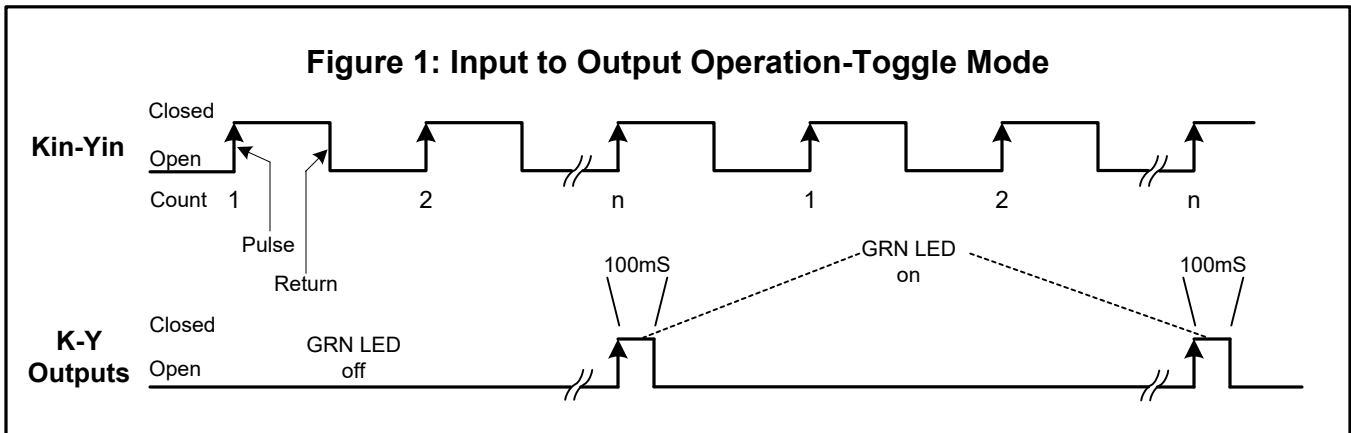 Figure 1: Input to Output Operation-Toggle Mode
Closed
Kin-Yin
Open
Count 1 2 n 1 2 n
Pulse
Return
100mS
GRN LED
on
100mS
Closed
K-Y
Outputs
GRN LED
off
Open